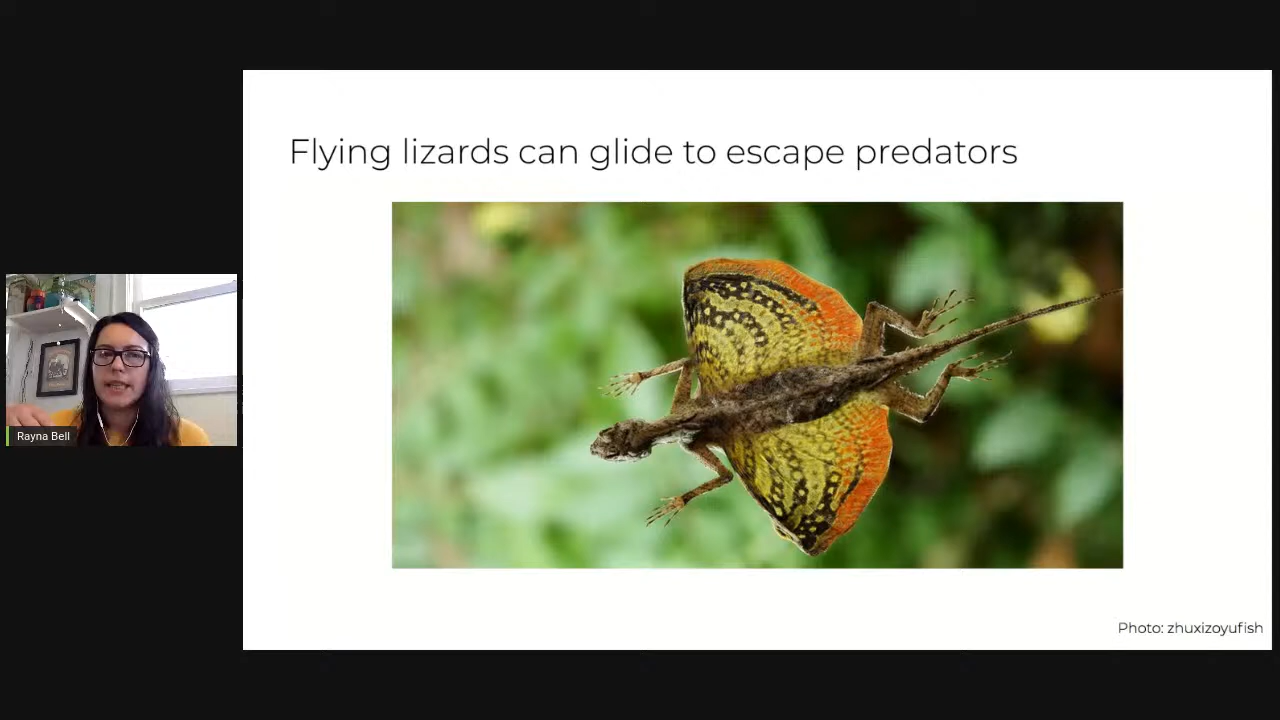 Flying lizards can glide to escape predators
Rayna Bell
Photo: zhuxizoyufish